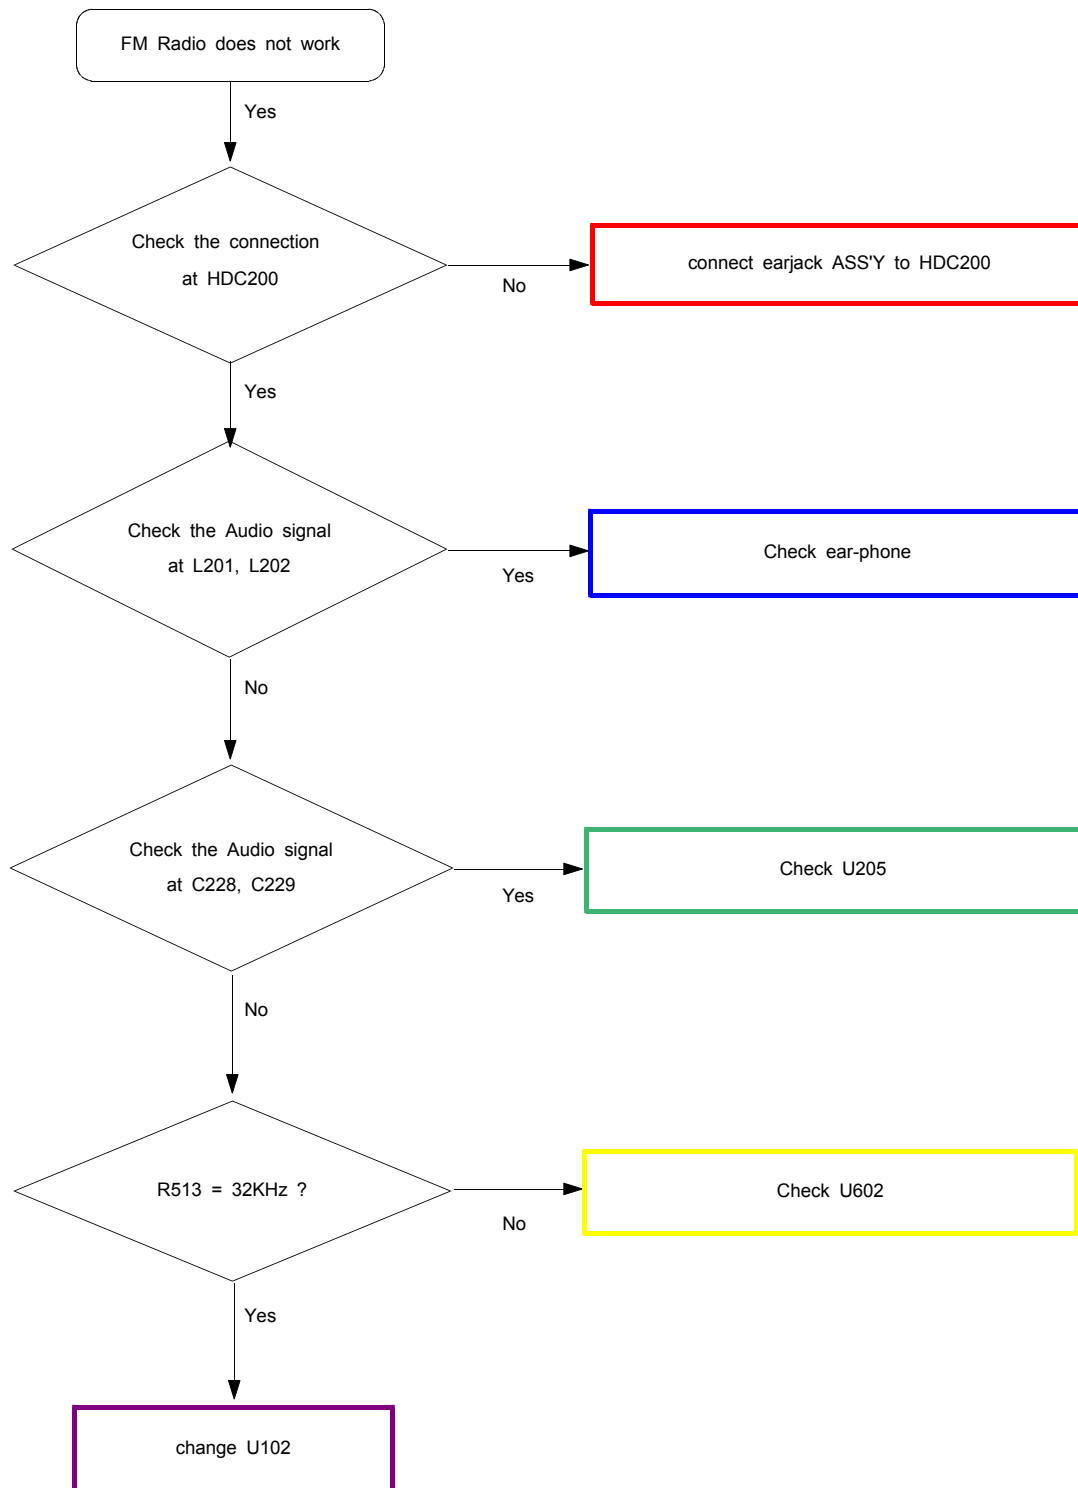 FM Radio does not work
Yes
Check the connection
at HDC200
No
connect earjack ASS'Y to HDC200
Yes
Check the Audio signal
at L201, L202
Yes
Check ear-phone
No
Check the Audio signal
at C228, C229
Yes
Check U205
No
R513 = 32KHz ?
No
Check U602
Yes
change U102